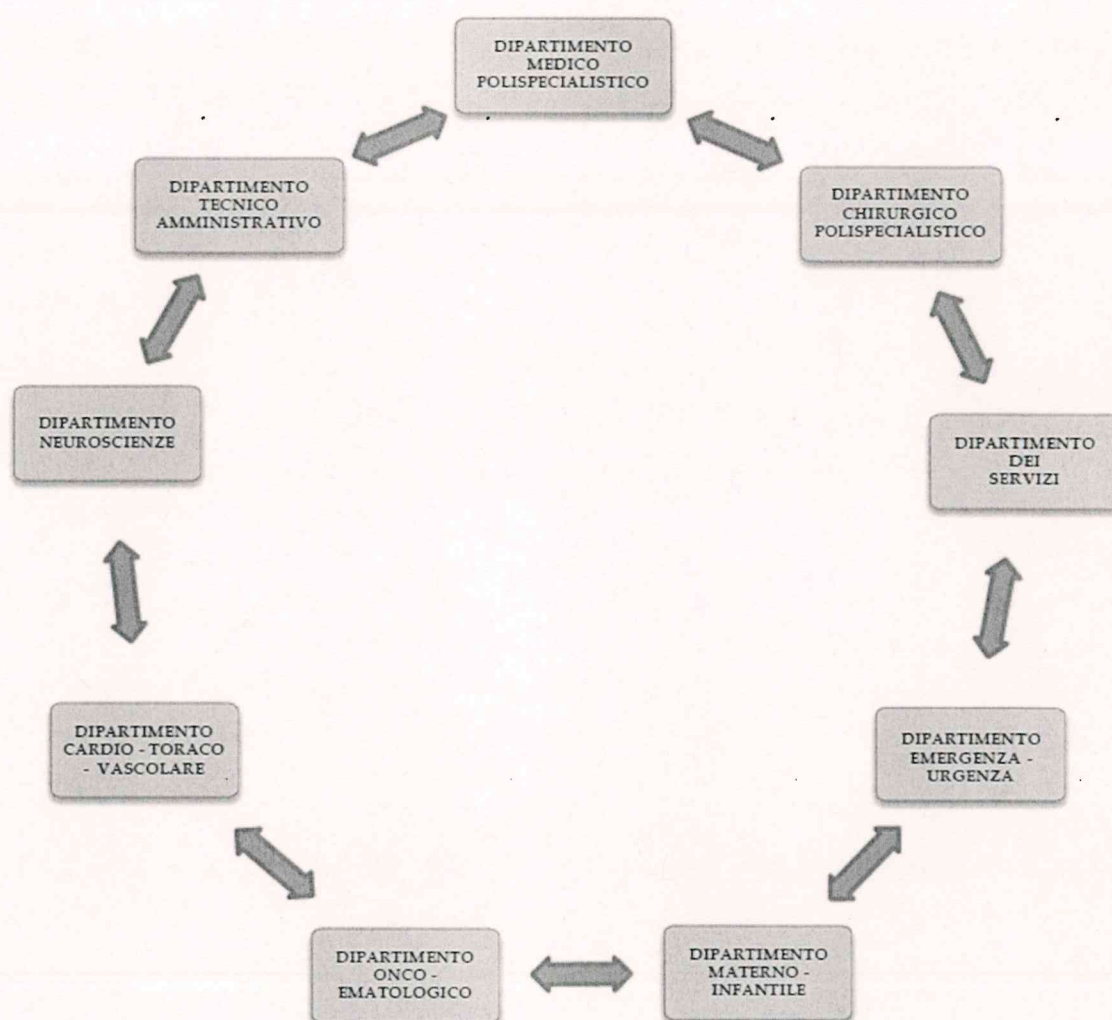 DIPARTIMENTO
MEDICO
POLISPECIALISTICO
DIPARTIMENTO
CHIRURGICO
POLISPECIALISTICO
DIPARTIMENTO
DEI
SERVIZI
DIPARTIMENTO
EMERGENZA -
URGENZA
DIPARTIMENTO
MATERNO -
INFANTILE
DIPARTIMENTO
ONCO -
EMATOLOGICO
DIPARTIMENTO
CARDIO - TORACO
- VASCOLARE
DIPARTIMENTO
NEUROSCIENZE
DIPARTIMENTO
TECNICO
AMMINISTRATIVO